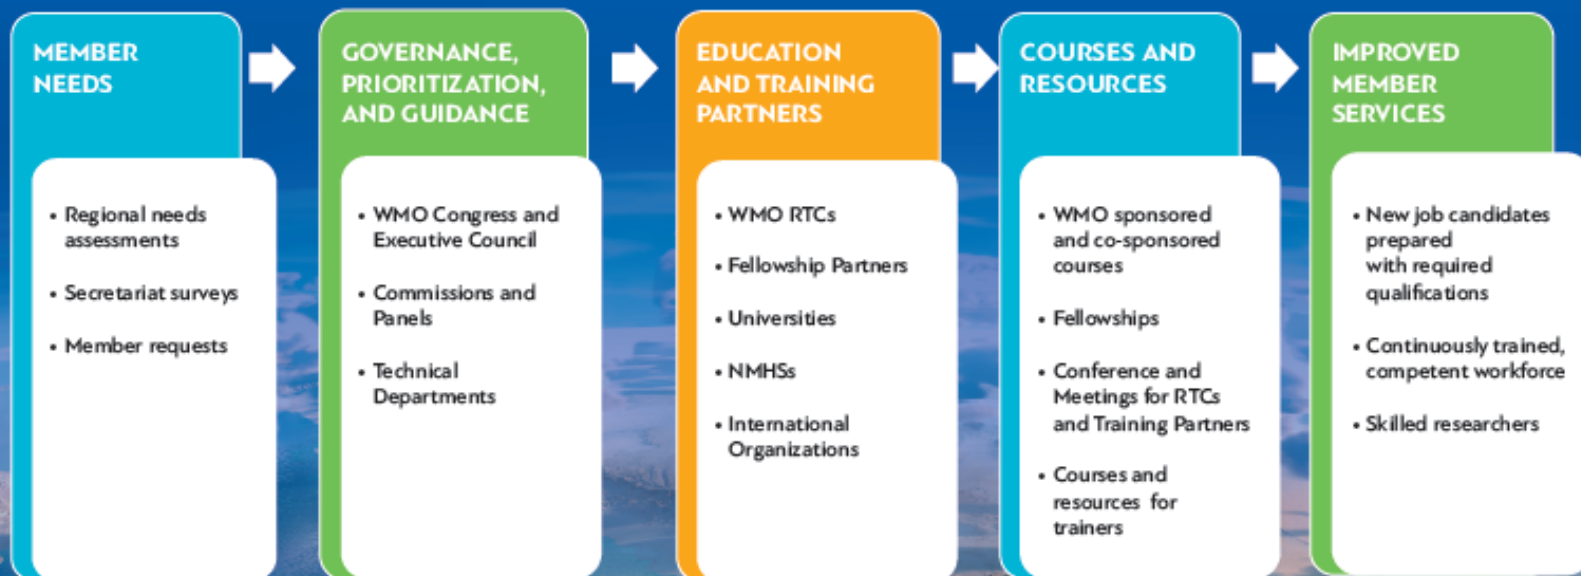 MEMBER
NEEDS
• Regional needs
assessments
• Secretariat surveys
• Member requests
GOVERNANCE,
PRIORITIZATION,
AND GUIDANCE
• WMO Congress and
Executive Council
• Commissions and
Panels
• Technical
Departments
EDUCATION
AND TRAINING
PARTNERS
• WMO RTCs
• Fellowship Partners
• Universities
• NMHSs
• International
Organizations
COURSES AND
RESOURCES
• WMO sponsored
and co-sponsored
courses
• Fellowships
• Conference and
Meetings for RTCs
and Training Partners
• Courses and
resources for
trainers
IMPROVED
MEMBER
SERVICES
• New job candidates
prepared
with required
qualifications
• Continuously trained,
competent workforce
• Skilled researchers